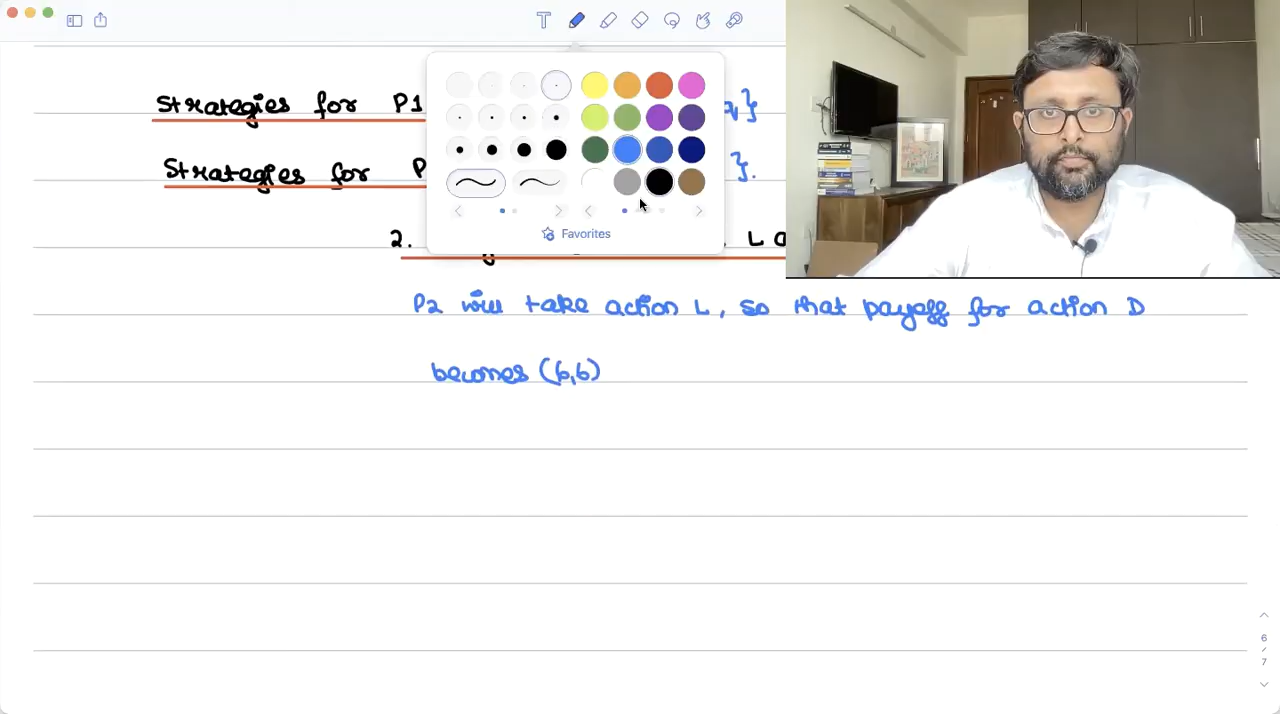 Strategies for P1 q}
Strategies for P }.
2. L
Favorites
P2 will take action L, so that payoff for action D
becomes (6,6)
6
/
7